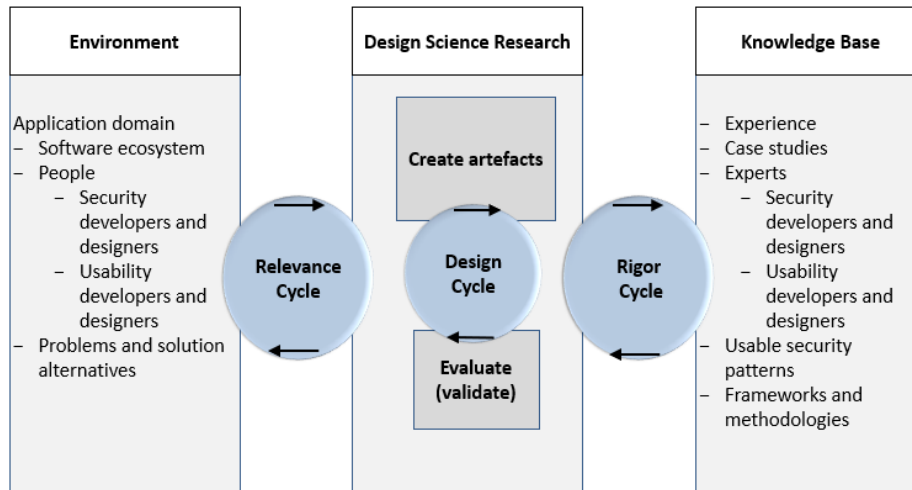 Environment
Design Science Research
Knowledge Base
Application domain
– Software ecosystem
– People
– Security
developers and
designers
– Usability
developers and
designers
– Problems and solution
alternatives
Relevance
Cycle
Create artefacts
Design
Cycle
Evaluate
(validate)
Rigor
Cycle
– Experience
– Case studies
– Experts
– Security
developers and
designers
– Usability
developers and
designers
– Usable security
patterns
– Frameworks and
methodologies